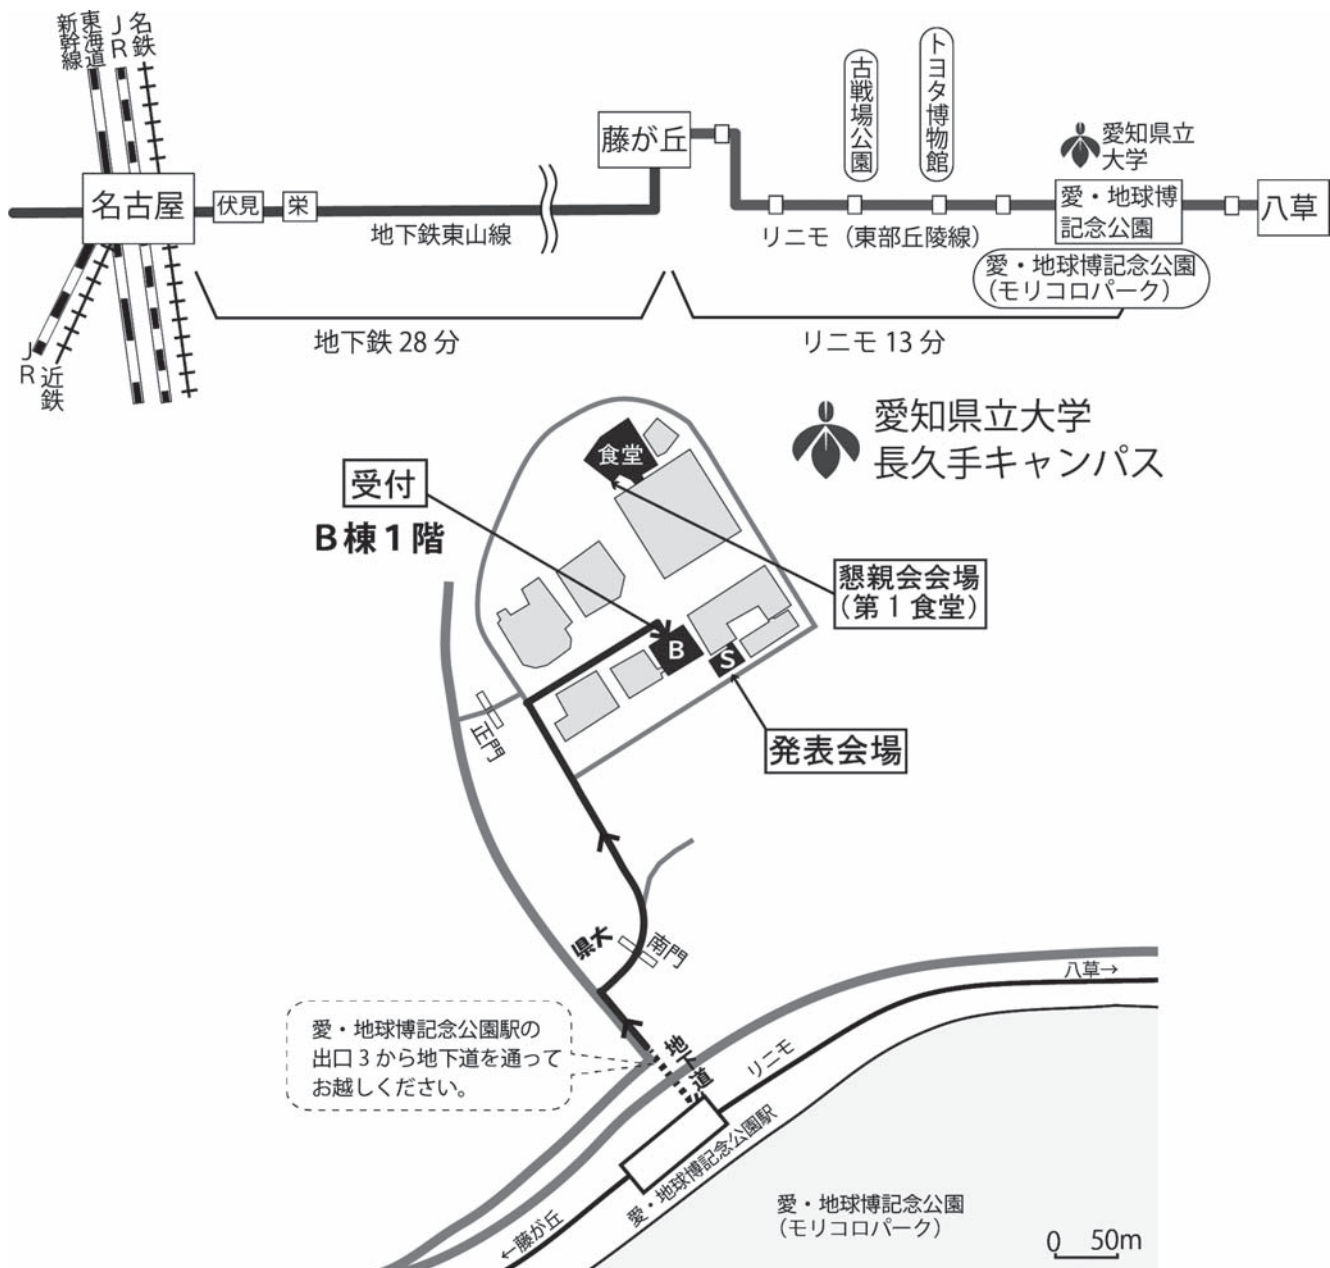 東海道
新幹線
JR
名鉄
名古屋
伏見
栄
地下鉄東山線
藤が丘
古戦場公園
トヨタ博物館
愛知県立
大学
愛・地球博
記念公園
八草
リニモ（東部丘陵線）
愛・地球博記念公園
（モリコロパーク）
地下鉄 28 分
リニモ 13 分
JR
近鉄
愛知県立大学
長久手キャンパス
食堂
受付
B棟1階
懇親会会場
（第1食堂）
B
S
正門
発表会場
県大
南門
八草→
愛・地球博記念公園駅の
出口 3 から地下道を通って
お越しください。
地下道
リニモ
愛・地球博記念公園駅
←藤が丘
愛・地球博記念公園
（モリコロパーク）
0 50m